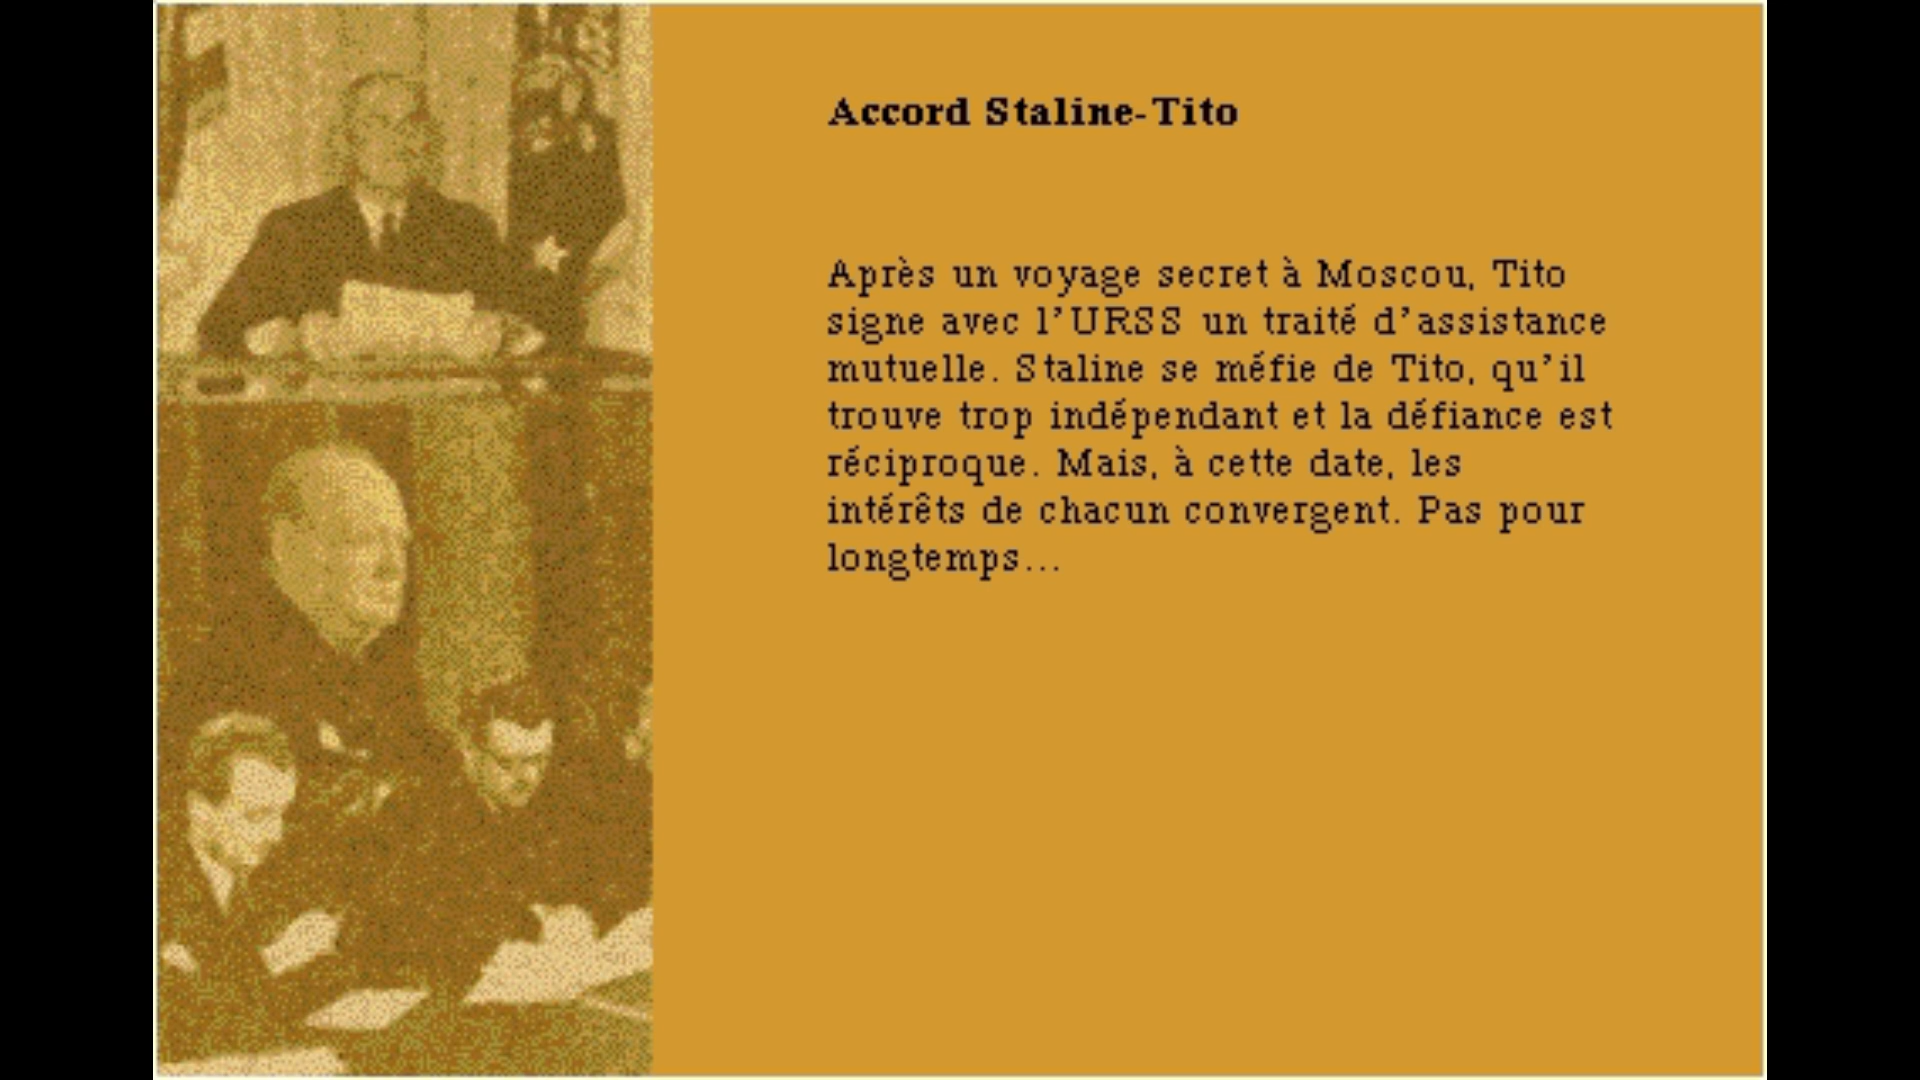 Accord Staline-Tito
Après un voyage secret à Moscou, Tito
signe avec l’URSS un traité d’assistance
mutuelle. Staline se méfie de Tito, qu’il
trouve trop indépendant et la défiance est
réciproque. Mais, à cette date, les
intérêts de chacun convergent. Pas pour
longtemps...